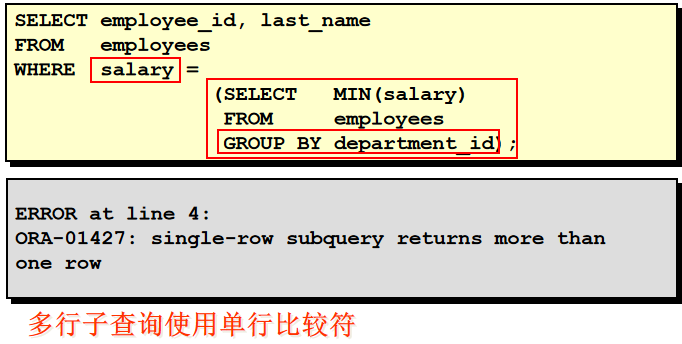 SELECT employee_id, last_name
FROM employees
WHERE salary =
(SELECT MIN(salary)
FROM employees
GROUP BY department_id);
ERROR at line 4:
ORA-01427: single-row subquery returns more than
one row
多行子查询使用单行比较符